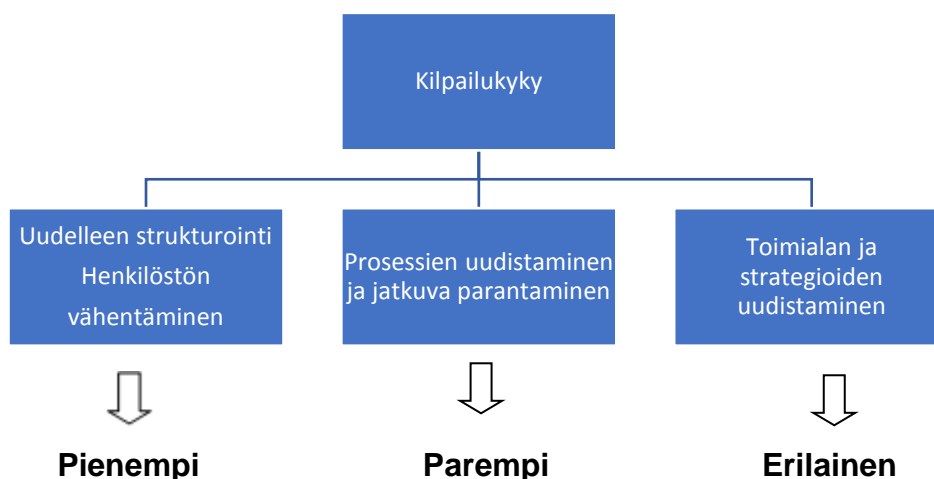 Kilpailukyky
Uudelleen strukturointi
Henkilöstön
vähentäminen
Prosessien uudistaminen
ja jatkuva parantaminen
Toimialan ja
strategioiden
uudistaminen
Pienempi
Parempi
Erilainen